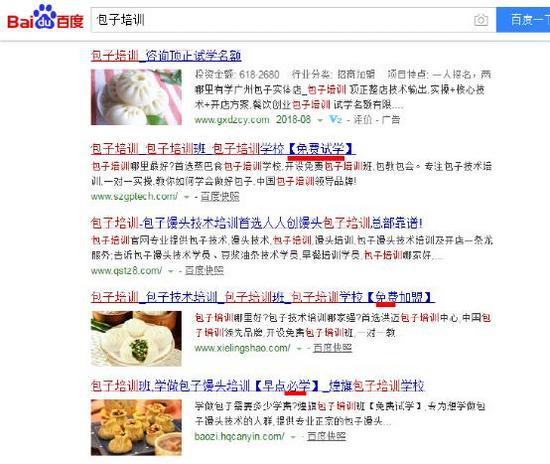 Bai du 百度
包子培训
百度一下
包子培训_咨询顶正试学名额
投资金额: 618-2680 行业分类: 招商加盟 项目特点: 一人报名,两
哪里有学广州包子实体店_包子培训 顶正整店技术输出,实操+核心技
术+开店方案,餐饮创业包子培训 试学名额有限....
www.gxdzcy.com 2018-08 V2 - 评价 - 广告
包子培训_包子培训班_包子培训学校【免费试学】
包子培训哪里最好?首选蒸巴食包子培训学校,开设免费包子培训班,包教包会。专注包子技术培
训,一对一实操,教你如何学会做好包子,中国包子培训领导品牌!
www.szgptech.com/ - 百度快照
包子培训-包子馒头技术培训首选人人创馒头包子培训总部靠谱!
包子培训官网专业提供包子技术,馒头技术,包子培训,馒头培训,包子馒头技术培训及开店一条龙
服务;告诉包子馒头技术学员、豆浆油条技术学员,早餐培训学员,包子培训哪家好,...
www.qstz8.com/ - 百度快照
包子培训_包子技术培训_包子培训班_包子培训学校【免费加盟】
包子培训哪里好?包子技术培训哪家强?首选洪迈包子培训中心,中国包
子培训领先品牌,开设免费包子培训班,一对一教...
www.xielingshao.com/ - 百度快照
包子培训班,学做包子馒头培训【早点必学】_煌旗包子培训学校
学做包子需要多少学费?煌旗包子培训班【免费试学】,专为想学做包子
技术的人群,提供专业正宗的包子馒头...
baozi.hqcanyin.com/ - 百度快照